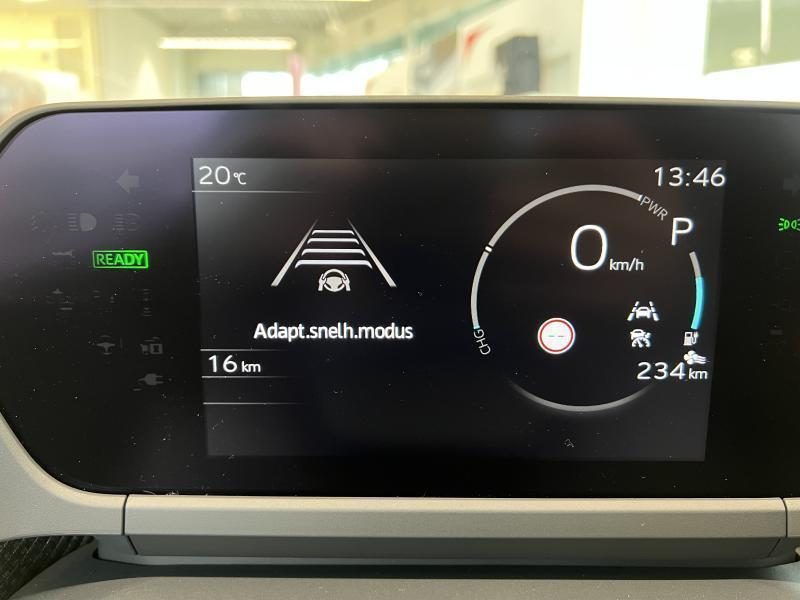 20°C
13:46
PWR
P
READY
0 km/h
Adapt.snelh.modus
CHG
--
16 km
234 km